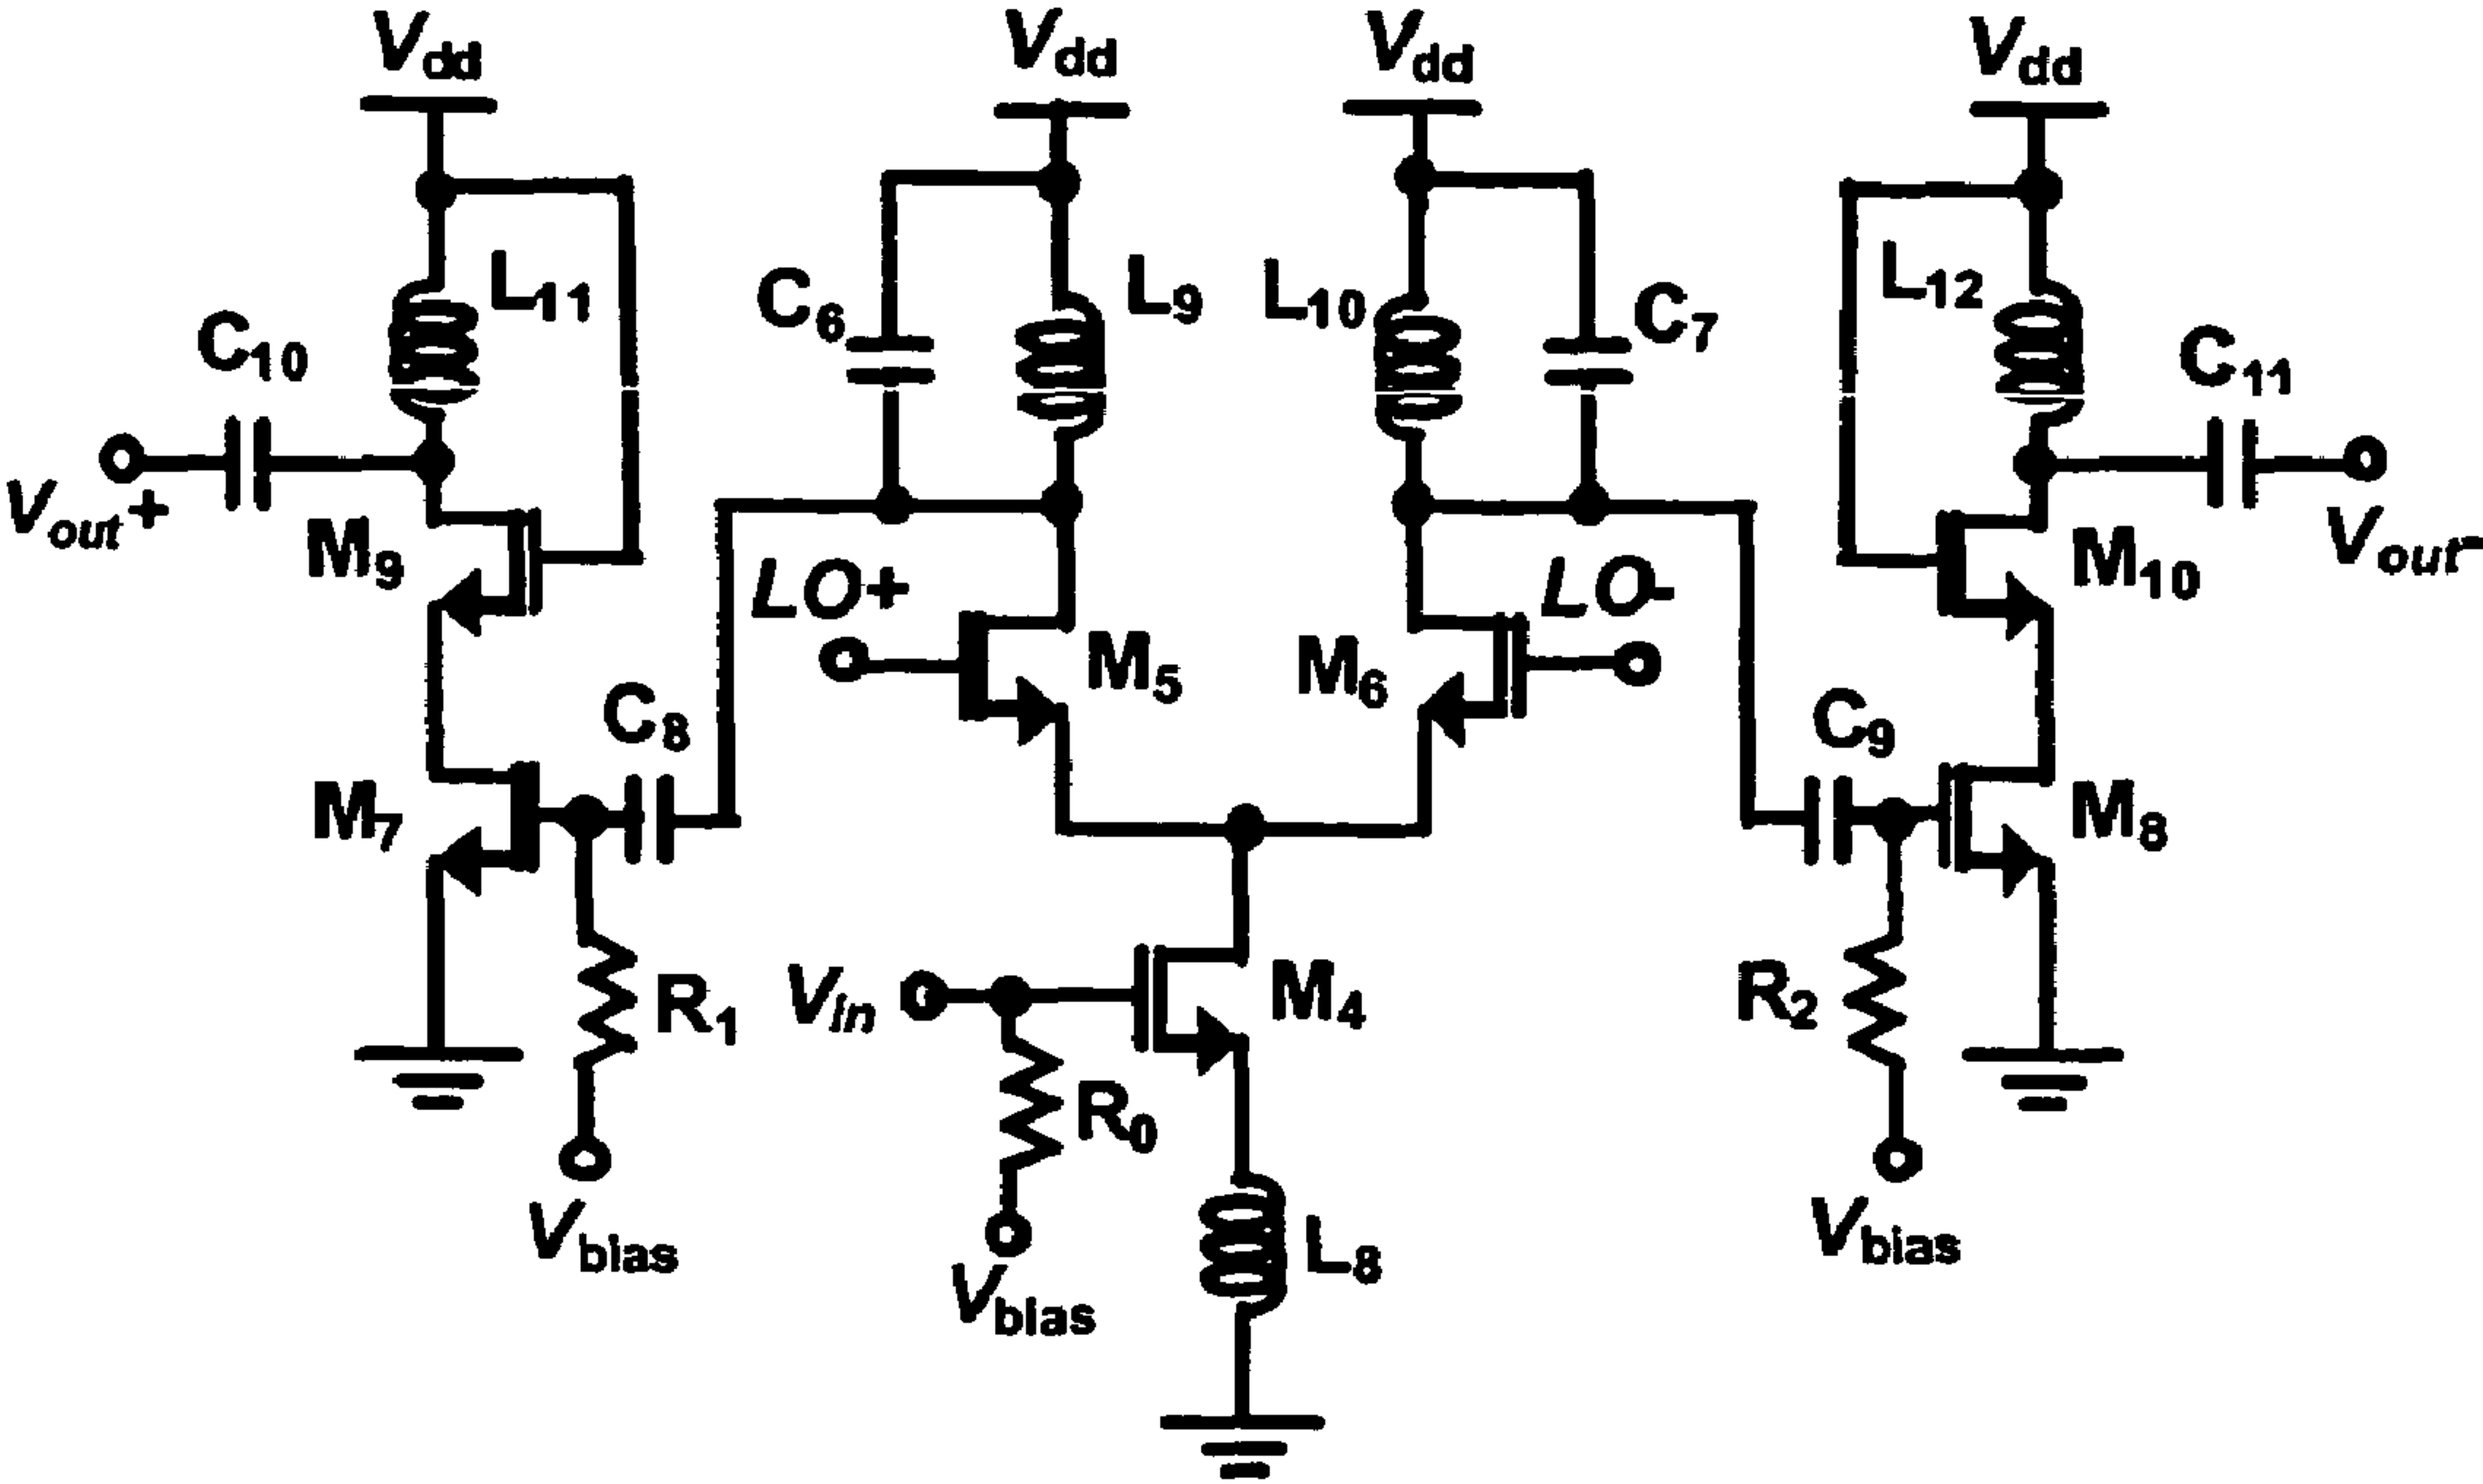 Vdd
Vdd
Vdd
Vdd
L11
C10
C6
L9
L10
C7
L12
C11
Vout+
M9
LO+
M5
M6
LO-
M10
Vout-
C8
C9
M7
M8
Vin
M4
R1
R0
R2
Vbias
Vbias
L8
Vbias